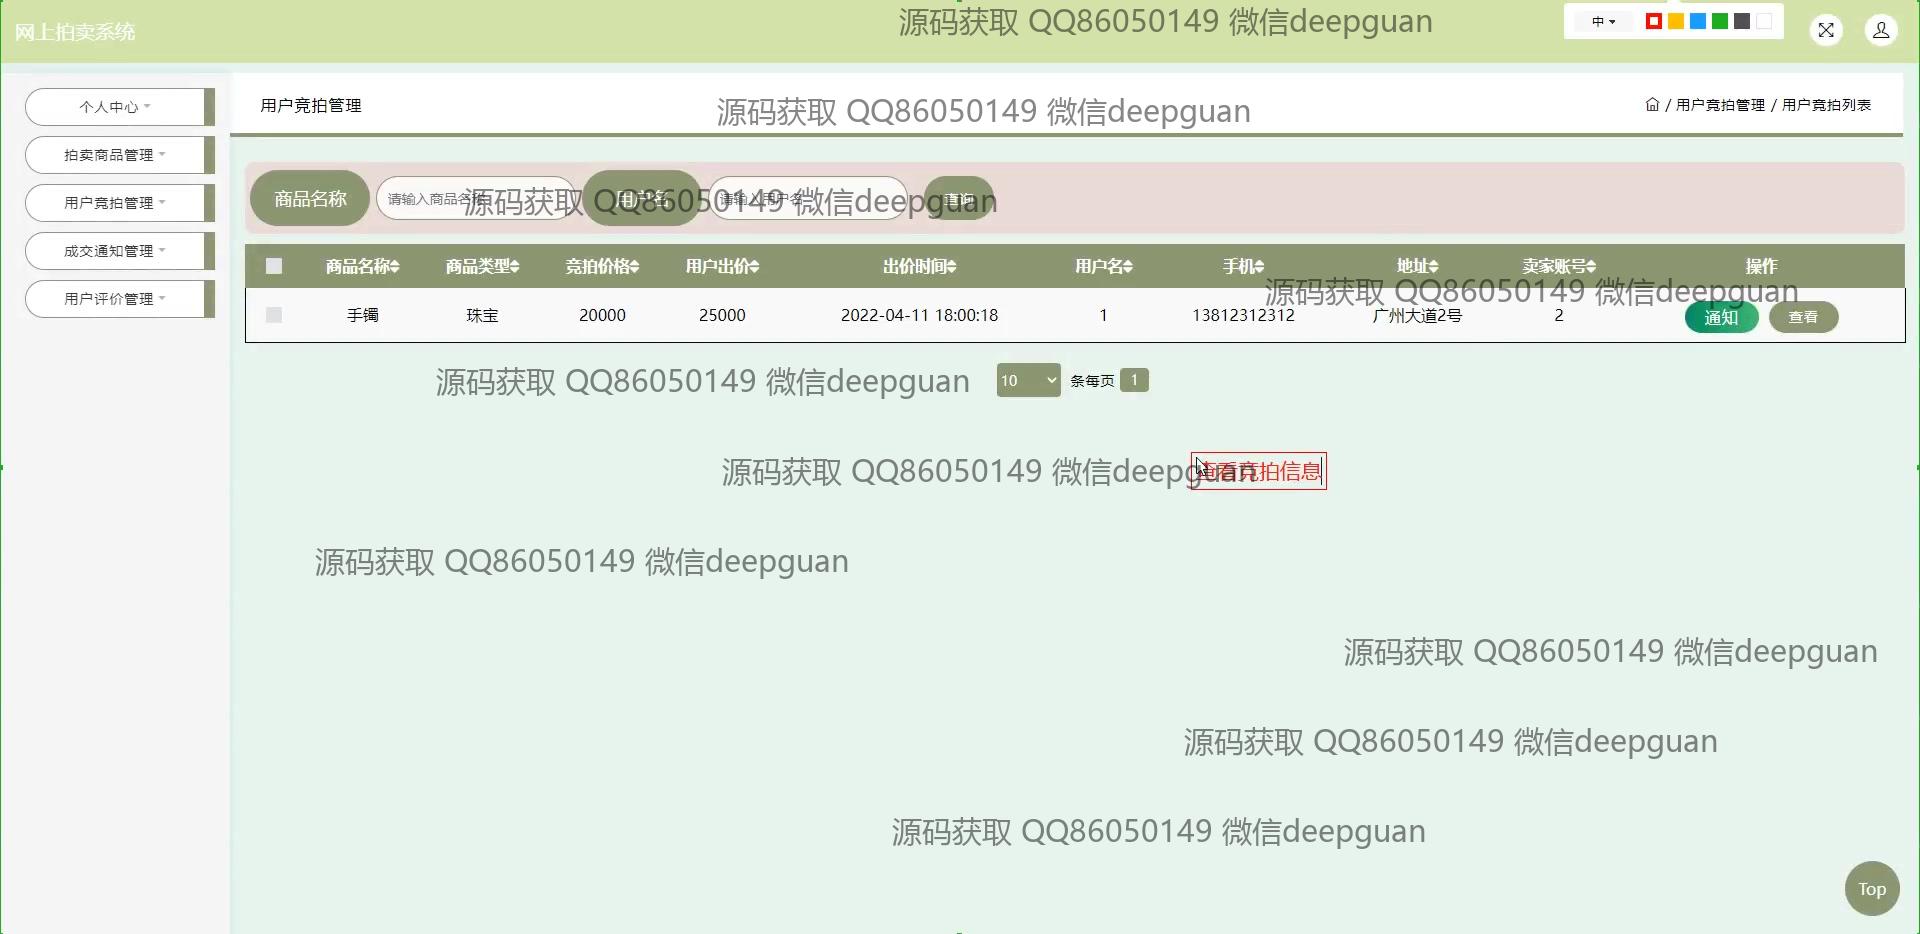 网上拍卖系统
源码获取 QQ86050149 微信deepguan
中
个人中心
拍卖商品管理
用户竞拍管理
成交通知管理
用户评价管理
用户竞拍管理
源码获取 QQ86050149 微信deepguan
/ 用户竞拍管理 / 用户竞拍列表
商品名称 请输入商品名称 用户名 请输入用户名 查询
源码获取 QQ86050149 微信deepguan
商品名称 商品类型 竞拍价格 用户出价 出价时间 用户名 手机 地址 卖家账号 操作
源码获取 QQ86050149 微信deepguan
手镯 珠宝 20000 25000 2022-04-11 18:00:18 1 13812312312 广州大道2号 2 通知 查看
源码获取 QQ86050149 微信deepguan
10 条每页 1
源码获取 QQ86050149 微信deepguan
查看竞拍信息
源码获取 QQ86050149 微信deepguan
源码获取 QQ86050149 微信deepguan
源码获取 QQ86050149 微信deepguan
源码获取 QQ86050149 微信deepguan
Top